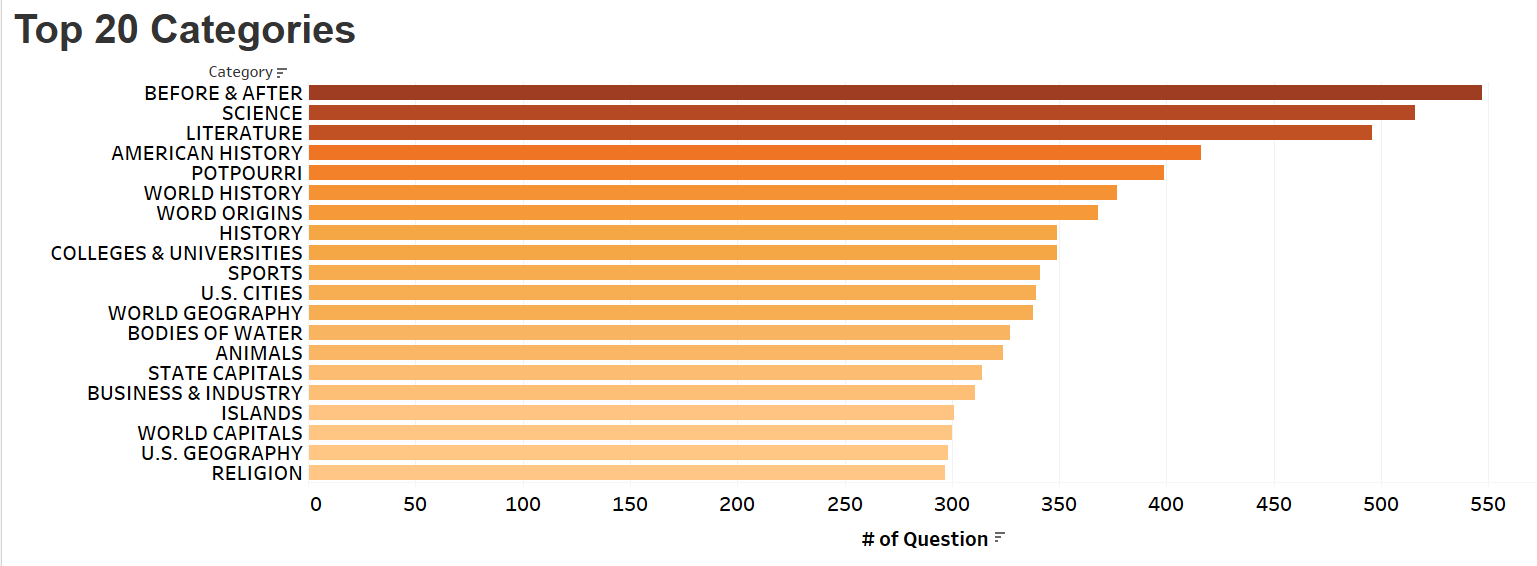 Top 20 Categories
Category
BEFORE & AFTER
SCIENCE
LITERATURE
AMERICAN HISTORY
POTPOURRI
WORLD HISTORY
WORD ORIGINS
HISTORY
COLLEGES & UNIVERSITIES
SPORTS
U.S. CITIES
WORLD GEOGRAPHY
BODIES OF WATER
ANIMALS
STATE CAPITALS
BUSINESS & INDUSTRY
ISLANDS
WORLD CAPITALS
U.S. GEOGRAPHY
RELIGION
0 50 100 150 200 250 300 350 400 450 500 550
# of Question